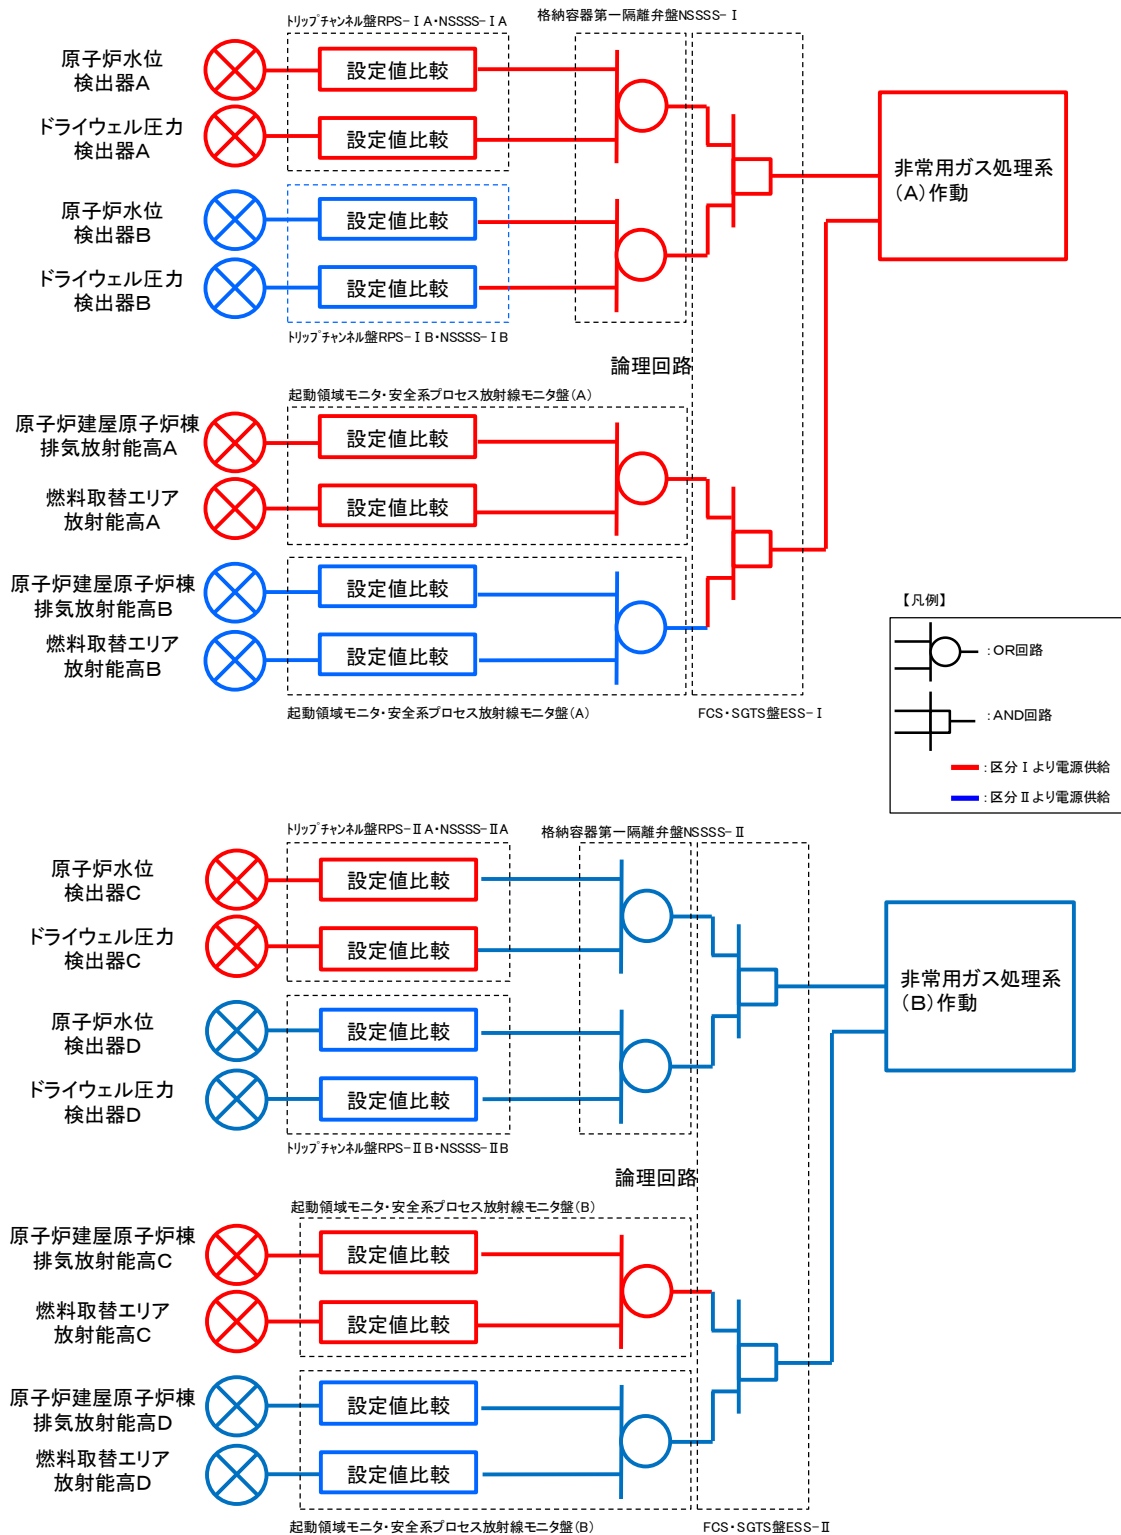 トリップチャンネル盤RPS-ⅠA・NSSSS-ⅠA
格納容器第一隔離弁盤NSSSS-Ⅰ
原子炉水位
検出器A
設定値比較
ドライウェル圧力
検出器A
設定値比較
非常用ガス処理系
(A)作動
原子炉水位
検出器B
設定値比較
ドライウェル圧力
検出器B
設定値比較
トリップチャンネル盤RPS-ⅠB・NSSSS-ⅠB
論理回路
起動領域モニタ・安全系プロセス放射線モニタ盤(A)
原子炉建屋原子炉棟
排気放射能高A
設定値比較
燃料取替エリア
放射能高A
設定値比較
原子炉建屋原子炉棟
排気放射能高B
設定値比較
燃料取替エリア
放射能高B
設定値比較
起動領域モニタ・安全系プロセス放射線モニタ盤(A)
FCS・SGTS盤ESS-Ⅰ
【凡例】
:OR回路
:AND回路
:区分Ⅰより電源供給
:区分Ⅱより電源供給
トリップチャンネル盤RPS-ⅡA・NSSSS-ⅡA
格納容器第一隔離弁盤NSSSS-Ⅱ
原子炉水位
検出器C
設定値比較
ドライウェル圧力
検出器C
設定値比較
非常用ガス処理系
(B)作動
原子炉水位
検出器D
設定値比較
ドライウェル圧力
検出器D
設定値比較
トリップチャンネル盤RPS-ⅡB・NSSSS-ⅡB
論理回路
起動領域モニタ・安全系プロセス放射線モニタ盤(B)
原子炉建屋原子炉棟
排気放射能高C
設定値比較
燃料取替エリア
放射能高C
設定値比較
原子炉建屋原子炉棟
排気放射能高D
設定値比較
燃料取替エリア
放射能高D
設定値比較
起動領域モニタ・安全系プロセス放射線モニタ盤(B)
FCS・SGTS盤ESS-Ⅱ